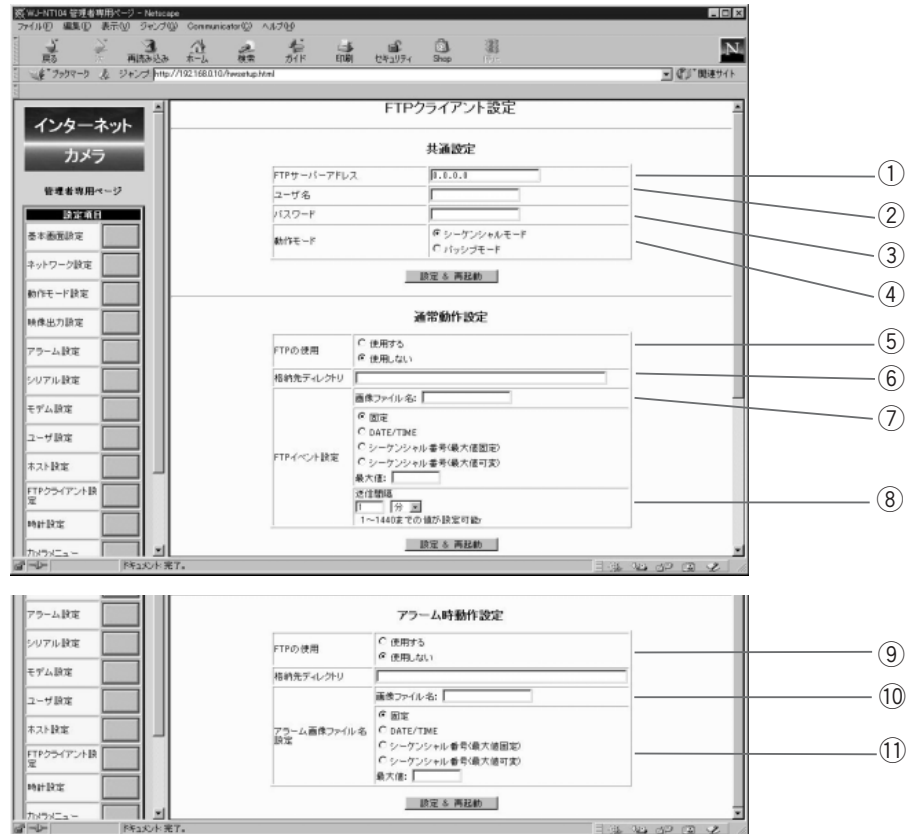 WJ-NT104 管理者専用ページ - Netscape
ファイル(F) 編集(E) 表示(V) ジャンプ(G) Communicator(C) ヘルプ(H)
戻る 再読み込み ホーム 検索 ガイド 印刷 セキュリティ Shop
ブックマーク ジャンプ: http://192.168.0.10/hwsetup.html 関連サイト
インターネット
カメラ
管理者専用ページ
設定項目
基本画面設定
ネットワーク設定
動作モード設定
映像出力設定
アラーム設定
シリアル設定
モデム設定
ユーザ設定
ホスト設定
FTPクライアント設
定
時計設定
カメラメニュー
FTPクライアント設定
共通設定
FTPサーバーアドレス 0.0.0.0 ①
ユーザ名 ②
パスワード ③
動作モード シーケンシャルモード
パッシブモード ④
設定 & 再起動
通常動作設定
FTPの使用 使用する ⑤
使用しない
格納先ディレクトリ ⑥
画像ファイル名: ⑦
FTPイベント設定
固定
DATE/TIME
シーケンシャル番号(最大値固定)
シーケンシャル番号(最大値可変)
最大値:
送信間隔 ⑧
1 分
1~1440までの値が設定可能
設定 & 再起動
ドキュメント: 完了。
アラーム設定
シリアル設定
モデム設定
ユーザ設定
ホスト設定
FTPクライアント設
定
時計設定
カメラメニュー
アラーム時動作設定
FTPの使用 使用する
使用しない ⑨
格納先ディレクトリ
画像ファイル名: ⑩
アラーム画像ファイル名
設定
固定
DATE/TIME
シーケンシャル番号(最大値固定) ⑪
シーケンシャル番号(最大値可変)
最大値:
設定 & 再起動
ドキュメント: 完了。